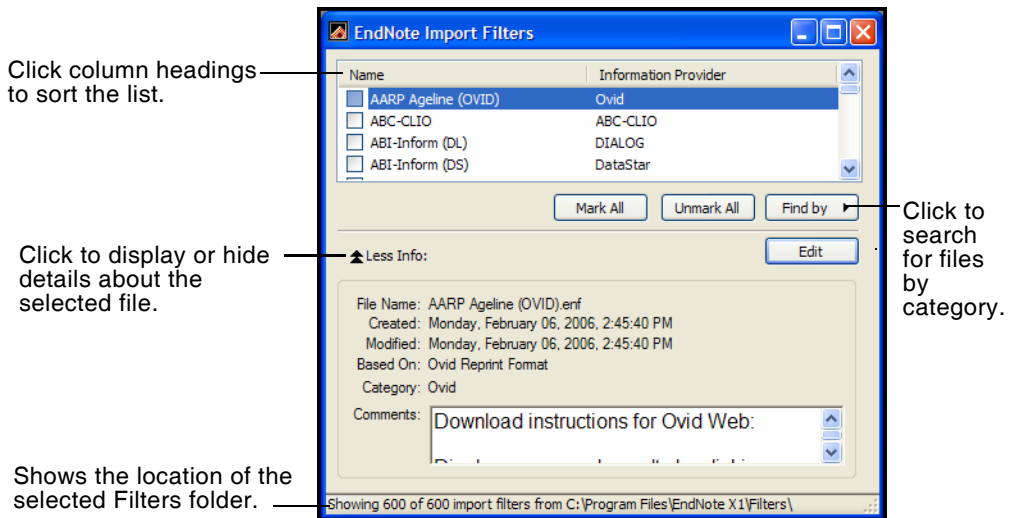 EndNote Import Filters
Click column headings
to sort the list.
Name Information Provider
AARP Ageline (OVID) Ovid
ABC-CLIO ABC-CLIO
ABI-Inform (DL) DIALOG
ABI-Inform (DS) DataStar
Mark All Unmark All Find by
Click to
search
for files
by
category.
Click to display or hide
details about the
selected file.
Less Info:
Edit
File Name: AARP Ageline (OVID).enf
Created: Monday, February 06, 2006, 2:45:40 PM
Modified: Monday, February 06, 2006, 2:45:40 PM
Based On: Ovid Reprint Format
Category: Ovid
Comments: Download instructions for Ovid Web:
Shows the location of the
selected Filters folder.
Showing 600 of 600 import filters from C:\Program Files\EndNote X1\Filters\